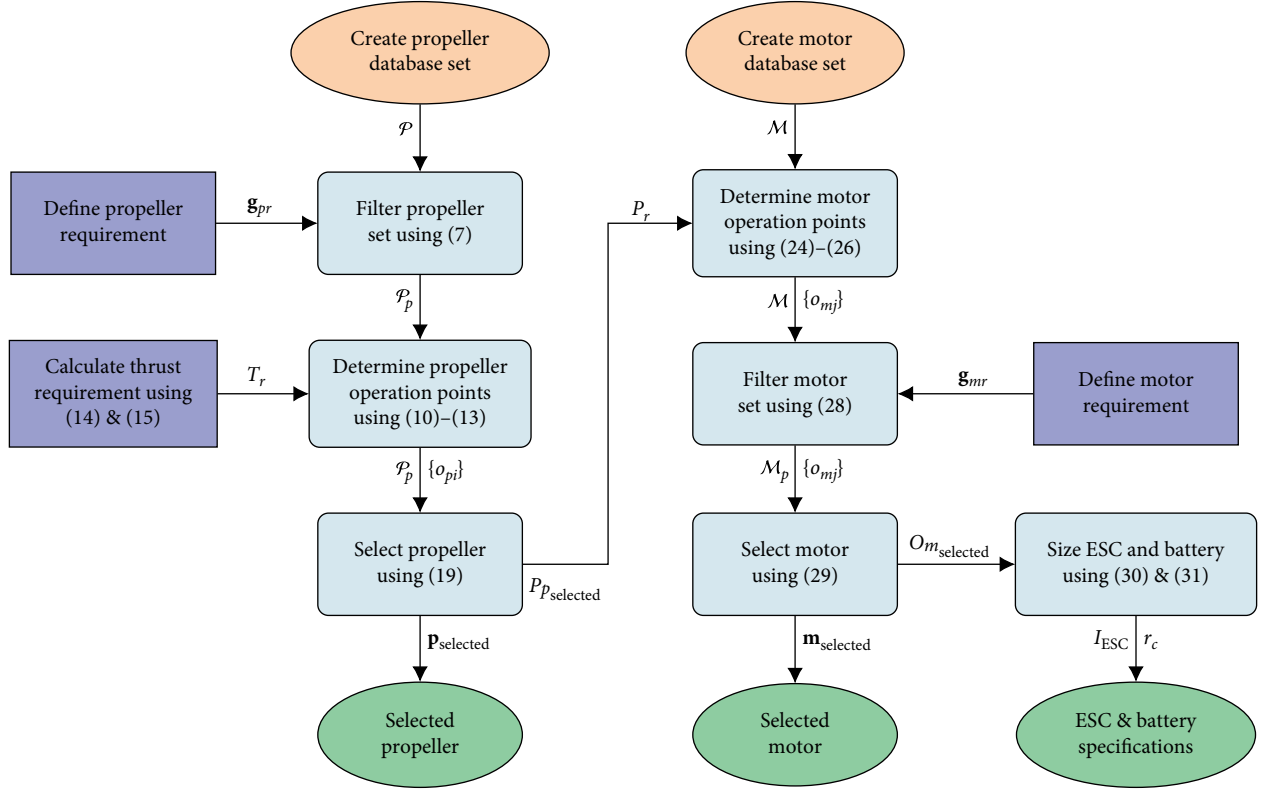 Create propeller
database set
𝒫
Define propeller
requirement
g_pr
Filter propeller
set using (7)
𝒫_p
Calculate thrust
requirement using
(14) & (15)
T_r
Determine propeller
operation points
using (10)–(13)
𝒫_p {o_pi}
Select propeller
using (19)
P_p_selected
p_selected
Selected
propeller
Create motor
database set
ℳ
P_r
Determine motor
operation points
using (24)–(26)
ℳ {o_mj}
Filter motor
set using (28)
g_mr
Define motor
requirement
ℳ_p {o_mj}
Select motor
using (29)
O_m_selected
Size ESC and battery
using (30) & (31)
m_selected
I_ESC r_c
Selected
motor
ESC & battery
specifications